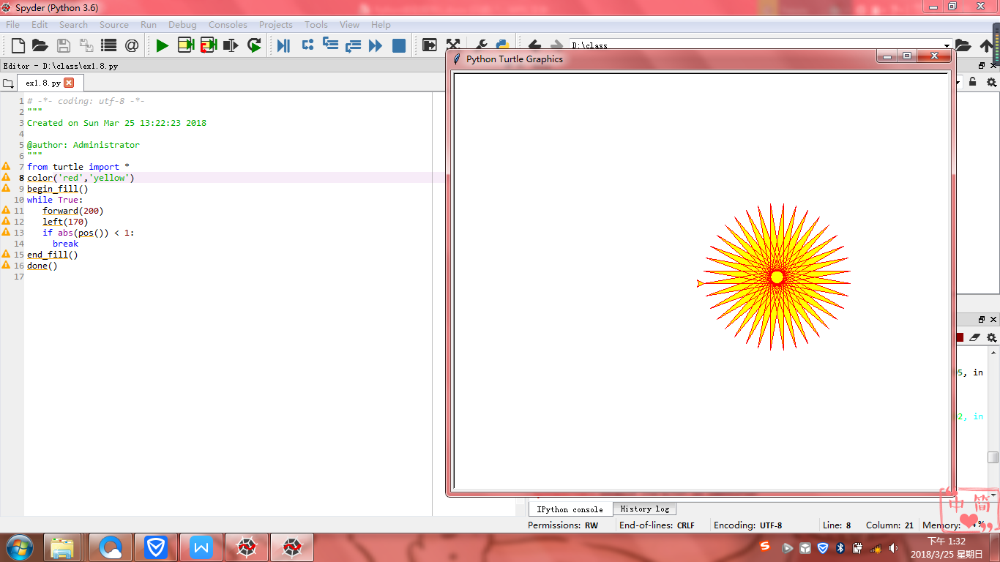 Spyder (Python 3.6)
File Edit Search Source Run Debug Consoles Projects Tools View Help
D:\class
Editor - D:\class\ex1.8.py
Python Turtle Graphics
ex1.8.py
1 # -*- coding: utf-8 -*-
2 """
3 Created on Sun Mar 25 13:22:23 2018
4
5 @author: Administrator
6 """
7 from turtle import *
8 color('red','yellow')
9 begin_fill()
10 while True:
11 forward(200)
12 left(170)
13 if abs(pos()) < 1:
14 break
15 end_fill()
16 done()
17
5, in
2, in
中 简
IPython console History log
Permissions: RW End-of-lines: CRLF Encoding: UTF-8 Line: 8 Column: 21 Memory: %
下午 1:32
2018/3/25 星期日